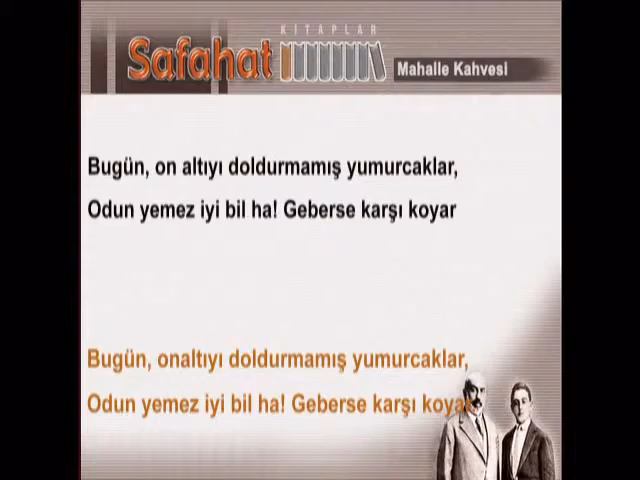 KİTAPLAR
Safahat
Mahalle Kahvesi
Bugün, on altıyı doldurmamış yumurcaklar,
Odun yemez iyi bil ha! Geberse karşı koyar
Bugün, onaltıyı doldurmamış yumurcaklar,
Odun yemez iyi bil ha! Geberse karşı koyar